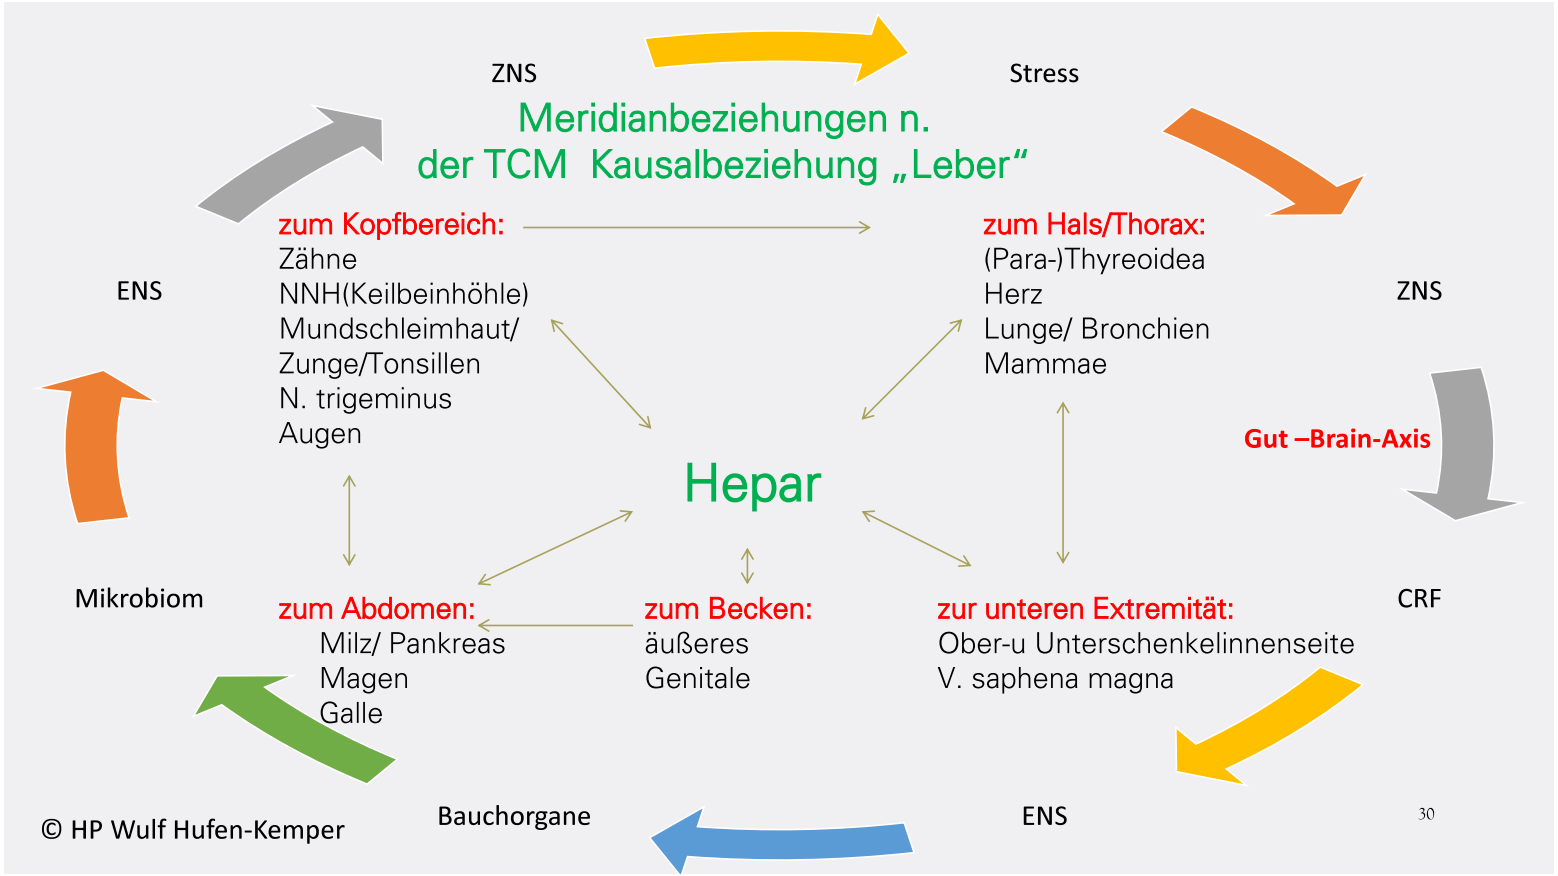 ZNS
Stress
Meridianbeziehungen n.
der TCM  Kausalbeziehung „Leber“
zum Kopfbereich:
Zähne
NNH(Keilbeinhöhle)
Mundschleimhaut/
Zunge/Tonsillen
N. trigeminus
Augen
zum Hals/Thorax:
(Para-)Thyreoidea
Herz
Lunge/ Bronchien
Mammae
ENS
ZNS
Gut –Brain-Axis
Hepar
Mikrobiom
zum Abdomen:
Milz/ Pankreas
Magen
Galle
zum Becken:
äußeres
Genitale
zur unteren Extremität:
Ober-u Unterschenkelinnenseite
V. saphena magna
CRF
© HP Wulf Hufen-Kemper
Bauchorgane
ENS
30